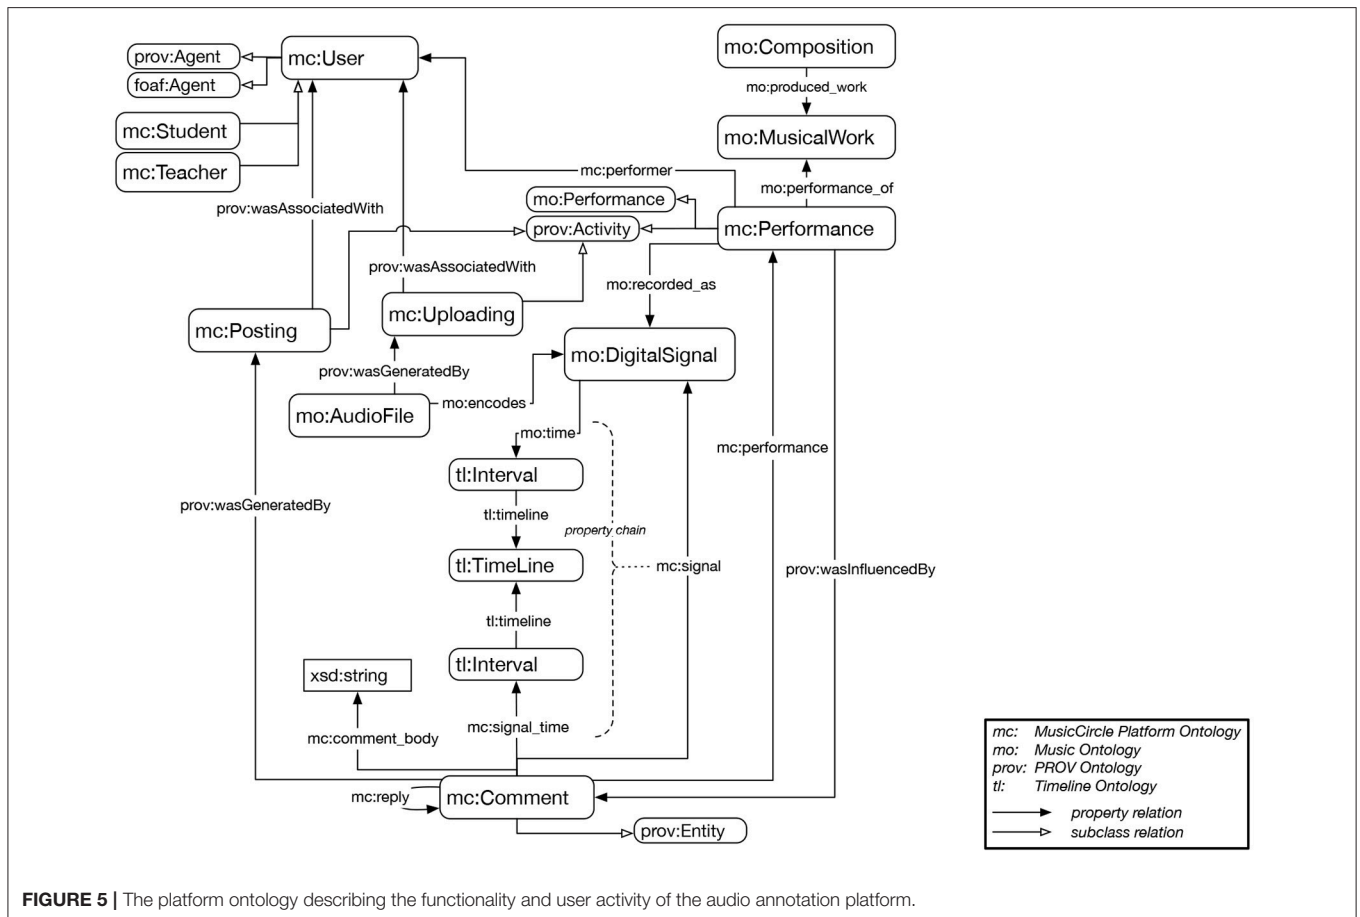 prov:Agent
foaf:Agent
mc:User
mc:Student
mc:Teacher
mo:Composition
mo:produced_work
mo:MusicalWork
mo:performance_of
mc:performer
mo:Performance
prov:Activity
mc:Performance
prov:wasAssociatedWith
prov:wasAssociatedWith
mo:recorded_as
mc:Posting
mc:Uploading
mo:DigitalSignal
prov:wasGeneratedBy
mo:AudioFile
mo:encodes
mo:time
tl:Interval
tl:timeline
property chain
tl:TimeLine
mc:signal
tl:timeline
tl:Interval
mc:performance
prov:wasGeneratedBy
prov:wasInfluencedBy
xsd:string
mc:signal_time
mc:comment_body
mc:reply
mc:Comment
prov:Entity
mc: MusicCircle Platform Ontology
mo: Music Ontology
prov: PROV Ontology
tl: Timeline Ontology
property relation
subclass relation
FIGURE 5 | The platform ontology describing the functionality and user activity of the audio annotation platform.